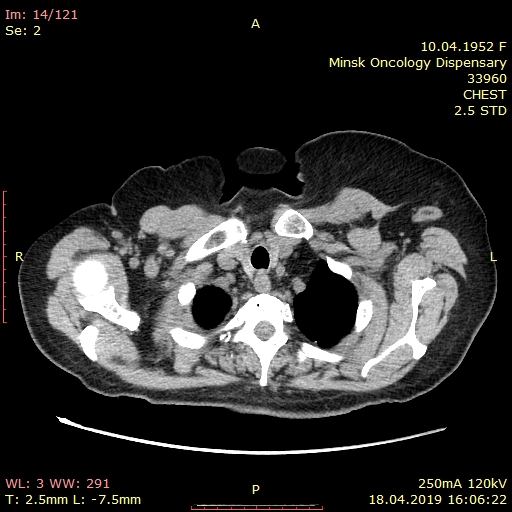 Im: 14/121
Se: 2
A
10.04.1952 F
Minsk Oncology Dispensary
33960
CHEST
2.5 STD
R
L
WL: 3 WW: 291
T: 2.5mm L: -7.5mm
P
250mA 120kV
18.04.2019 16:06:22